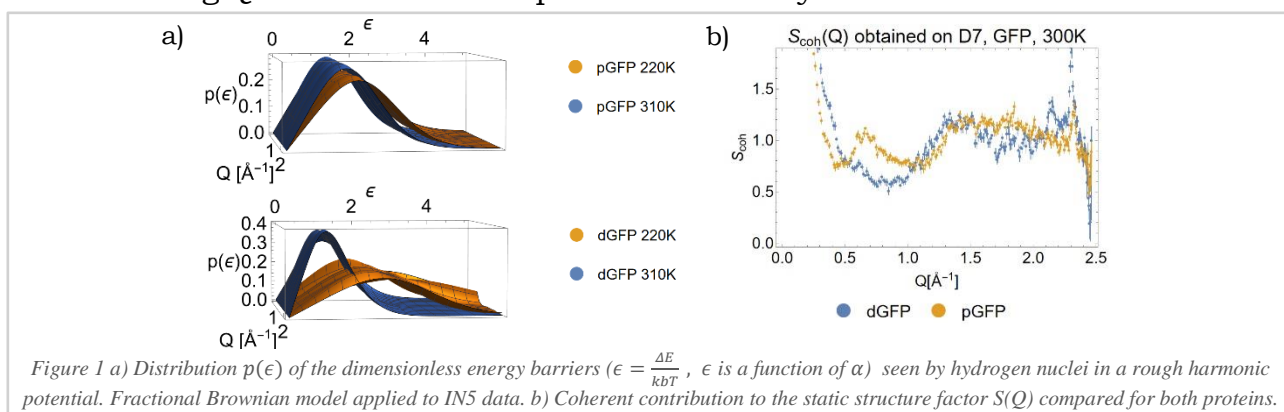 a)
ϵ
0 2 4
0.2
p(ϵ)
0.1
0.0
1
Q [Å⁻¹] 2
pGFP 220K
pGFP 310K
ϵ
0 2 4
0.4
0.3
p(ϵ) 0.2
0.1
0.0
1
Q [Å⁻¹] 2
dGFP 220K
dGFP 310K
b)
S_coh(Q) obtained on D7, GFP, 300K
1.5
S_coh
1.0
0.5
0.0
0.0 0.5 1.0 1.5 2.0 2.5
Q[Å⁻¹]
dGFP pGFP
Figure 1 a) Distribution p(ϵ) of the dimensionless energy barriers (ϵ = ΔE/kbT , ϵ is a function of α) seen by hydrogen nuclei in a rough harmonic
potential. Fractional Brownian model applied to IN5 data. b) Coherent contribution to the static structure factor S(Q) compared for both proteins.